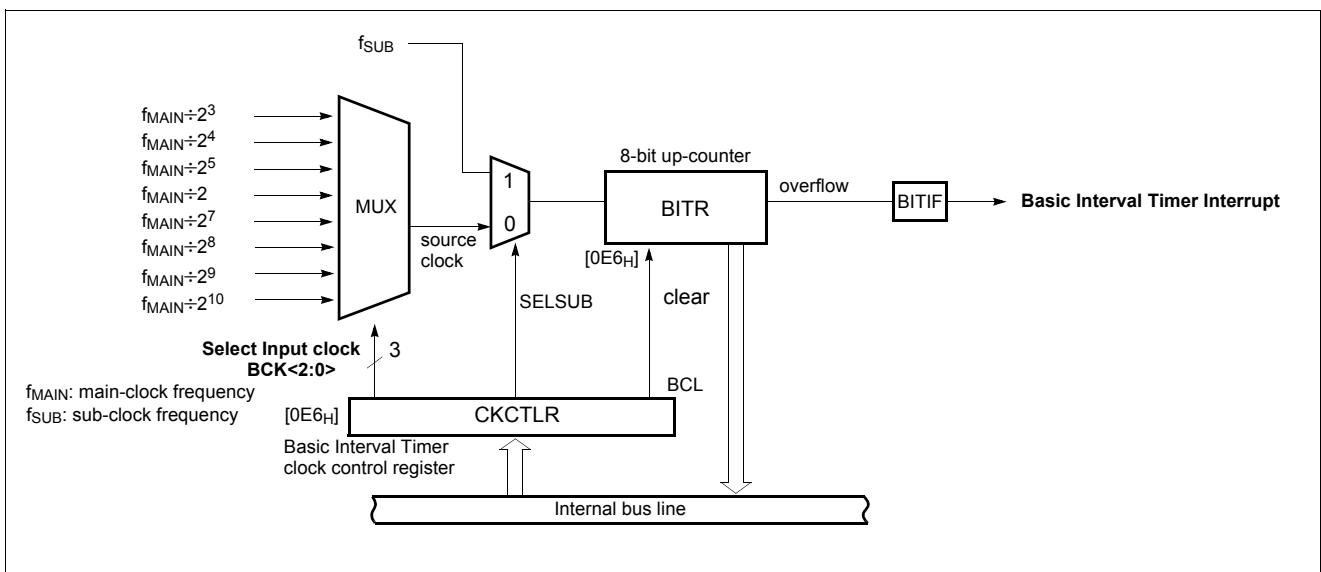 fSUB
fMAIN÷2³
fMAIN÷2⁴
fMAIN÷2⁵
fMAIN÷2
fMAIN÷2⁷
fMAIN÷2⁸
fMAIN÷2⁹
fMAIN÷2¹⁰
MUX
source
clock
1
0
8-bit up-counter
BITR
[0E6H]
overflow
BITIF
Basic Interval Timer Interrupt
SELSUB
clear
Select Input clock
BCK<2:0>
3
BCL
fMAIN: main-clock frequency
fSUB: sub-clock frequency
[0E6H]
CKCTLR
Basic Interval Timer
clock control register
Internal bus line